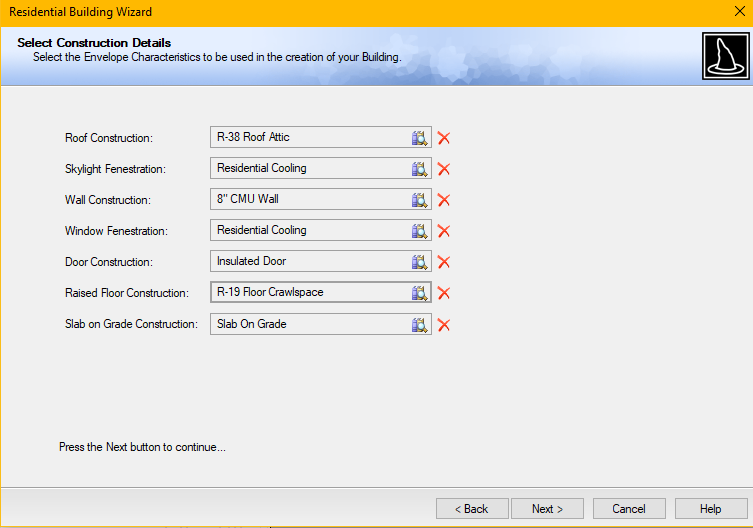 Residential Building Wizard
Select Construction Details
Select the Envelope Characteristics to be used in the creation of your Building.
Roof Construction: R-38 Roof Attic
Skylight Fenestration: Residential Cooling
Wall Construction: 8" CMU Wall
Window Fenestration: Residential Cooling
Door Construction: Insulated Door
Raised Floor Construction: R-19 Floor Crawlspace
Slab on Grade Construction: Slab On Grade
Press the Next button to continue...
< Back Next > Cancel Help